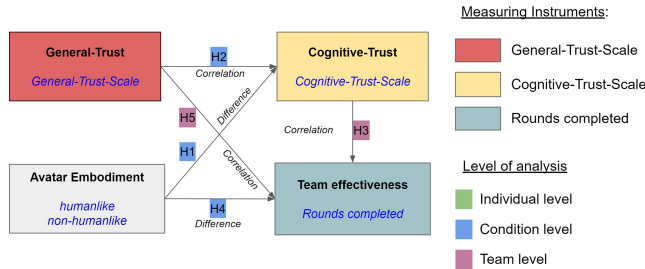 Measuring Instruments:
General-Trust
General-Trust-Scale
H2
Correlation
Cognitive-Trust
Cognitive-Trust-Scale
General-Trust-Scale
Cognitive-Trust-Scale
Rounds completed
H5
Difference
H1
Correlation
Correlation
H3
Avatar Embodiment
humanlike
non-humanlike
H4
Difference
Team effectiveness
Rounds completed
Level of analysis
Individual level
Condition level
Team level